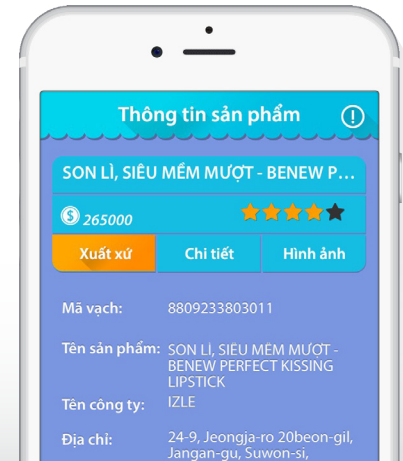 Thông tin sản phẩm
SON LÌ, SIÊU MỀM MƯỢT - BENEW P...
265000
Xuất xứ Chi tiết Hình ảnh
Mã vạch: 8809233803011
Tên sản phẩm: SON LÌ, SIÊU MỀM MƯỢT -
BENEW PERFECT KISSING
LIPSTICK
Tên công ty: IZLE
Địa chỉ: 24-9, Jeongja-ro 20beon-gil,
Jangan-gu, Suwon-si,